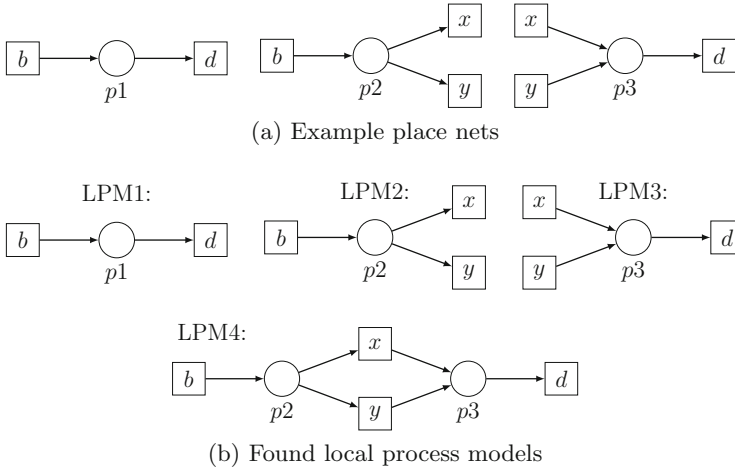 x x
b d b d
y y
p1 p2 p3
(a) Example place nets
LPM1: LPM2: LPM3:
x x
b d b d
y y
p1 p2 p3
LPM4:
x
b d
y
p2 p3
(b) Found local process models